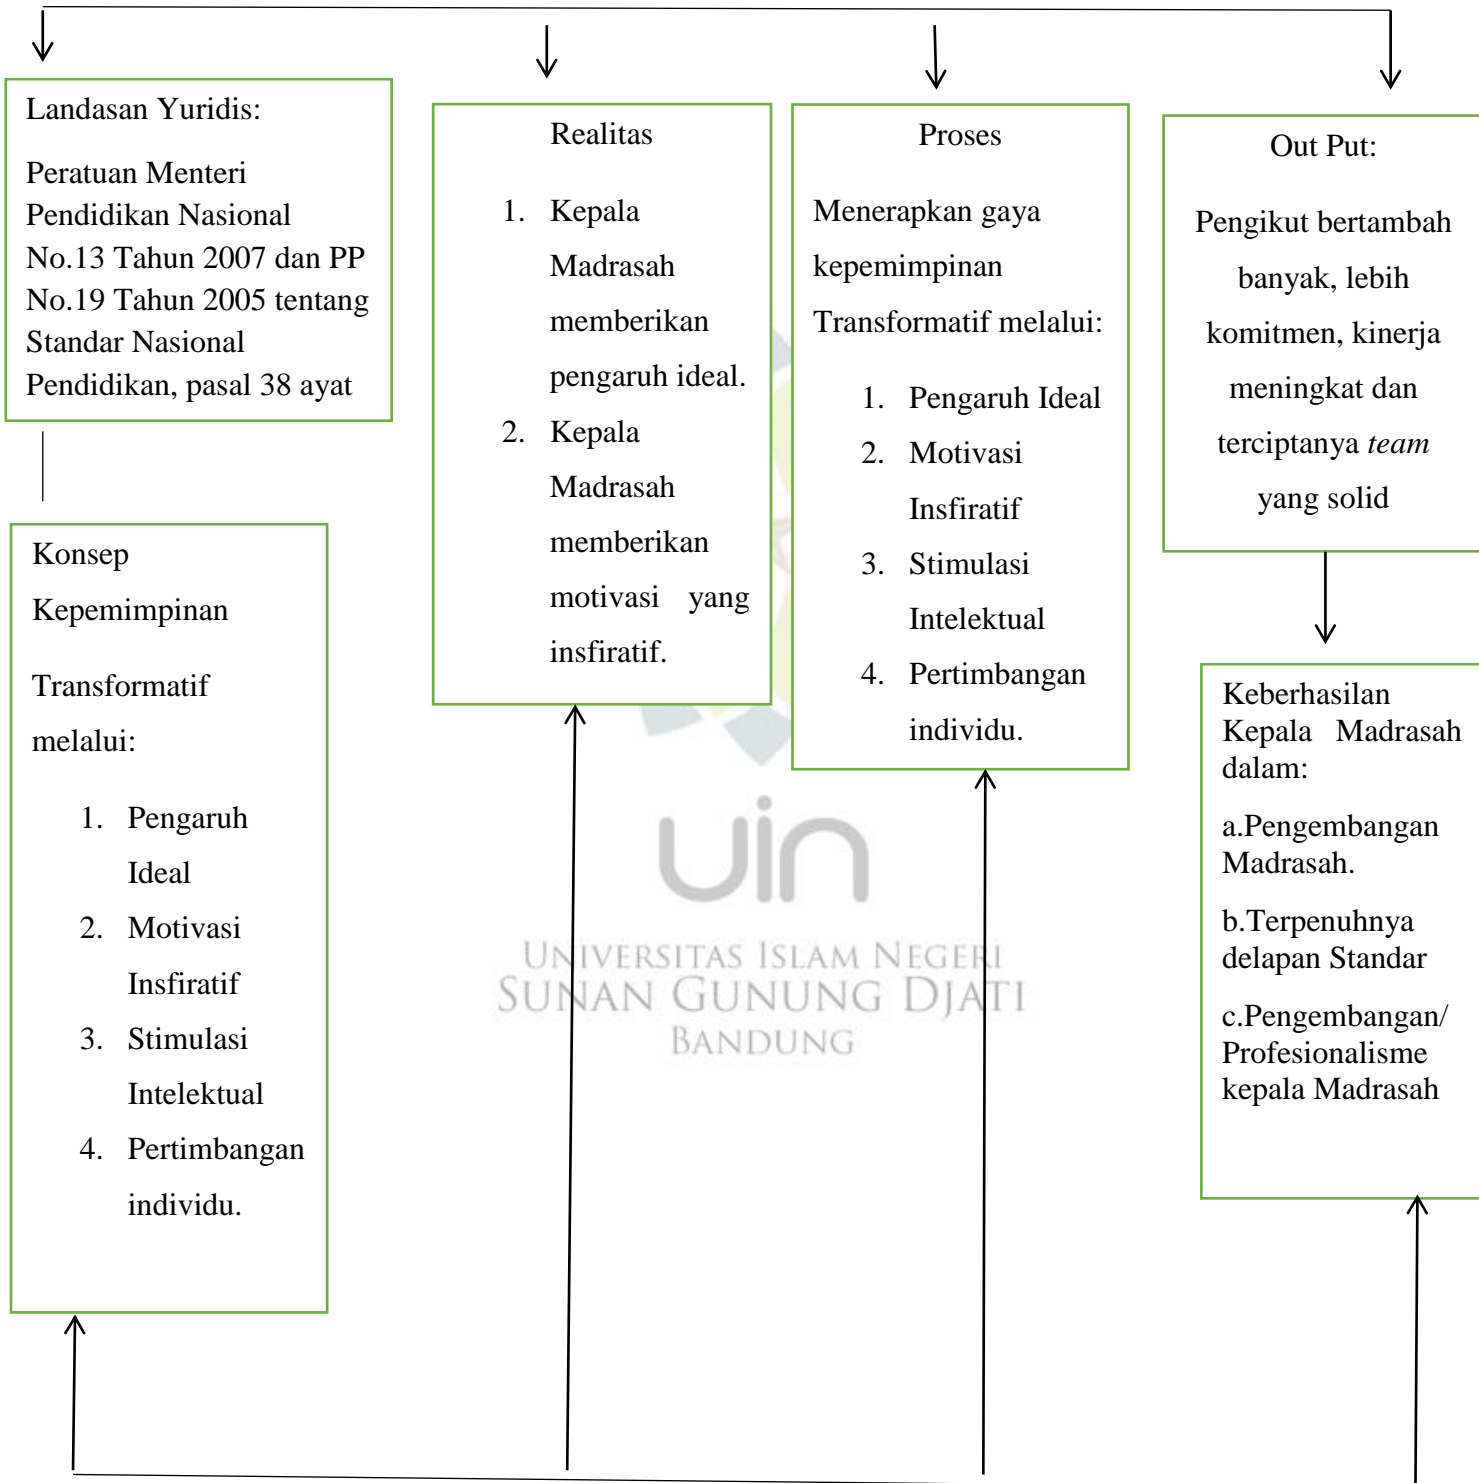 Landasan Yuridis:
Peratuan Menteri
Pendidikan Nasional
No.13 Tahun 2007 dan PP
No.19 Tahun 2005 tentang
Standar Nasional
Pendidikan, pasal 38 ayat
Konsep
Kepemimpinan
Transformatif
melalui:
1. Pengaruh
Ideal
2. Motivasi
Insfiratif
3. Stimulasi
Intelektual
4. Pertimbangan
individu.
Realitas
1. Kepala
Madrasah
memberikan
pengaruh ideal.
2. Kepala
Madrasah
memberikan
motivasi yang
insfiratif.
Proses
Menerapkan gaya
kepemimpinan
Transformatif melalui:
1. Pengaruh Ideal
2. Motivasi
Insfiratif
3. Stimulasi
Intelektual
4. Pertimbangan
individu.
Out Put:
Pengikut bertambah
banyak, lebih
komitmen, kinerja
meningkat dan
terciptanya team
yang solid
Keberhasilan
Kepala Madrasah
dalam:
a.Pengembangan
Madrasah.
b.Terpenuhnya
delapan Standar
c.Pengembangan/
Profesionalisme
kepala Madrasah
uin
UNIVERSITAS ISLAM NEGERI
SUNAN GUNUNG DJATI
BANDUNG